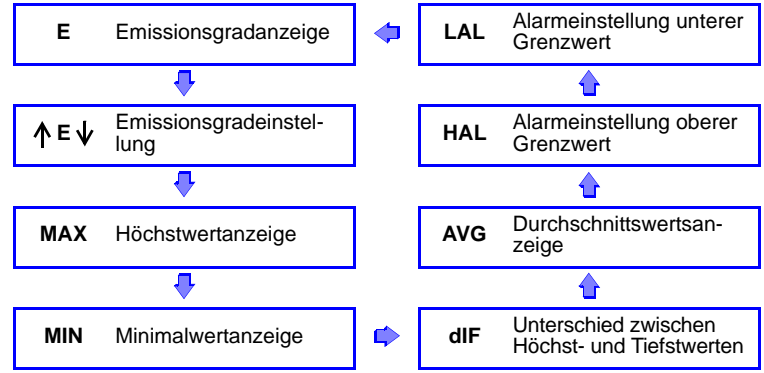 E Emissionsgradanzeige
↑ E ↓ Emissionsgradeinstel-
lung
MAX Höchstwertanzeige
MIN Minimalwertanzeige
dIF Unterschied zwischen
Höchst- und Tiefstwerten
AVG Durchschnittswertsan-
zeige
HAL Alarmeinstellung oberer
Grenzwert
LAL Alarmeinstellung unterer
Grenzwert